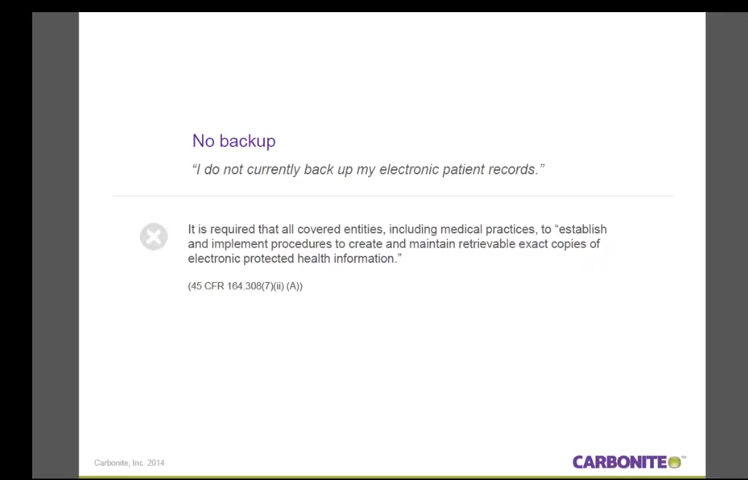 No backup
“I do not currently back up my electronic patient records.”
It is required that all covered entities, including medical practices, to “establish
and implement procedures to create and maintain retrievable exact copies of
electronic protected health information.”
(45 CFR 164.308(7)(ii) (A))
Carbonite, Inc. 2014
CARBONITE